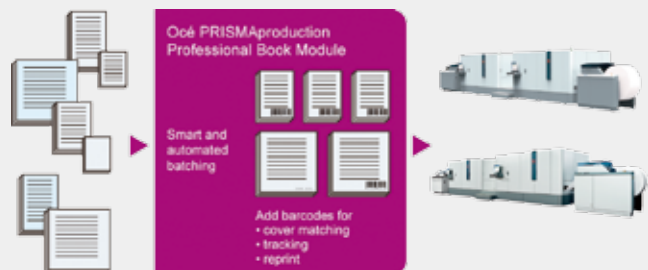 Océ PRISMAproduction
Professional Book Module
Smart and
automated
batching
Add barcodes for
• cover matching
• tracking
• reprint